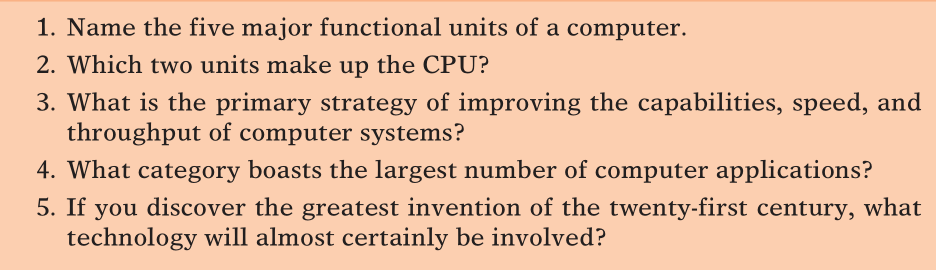 1. Name the five major functional units of a computer.
2. Which two units make up the CPU?
3. What is the primary strategy of improving the capabilities, speed, and
throughput of computer systems?
4. What category boasts the largest number of computer applications?
5. If you discover the greatest invention of the twenty-first century, what
technology will almost certainly be involved?